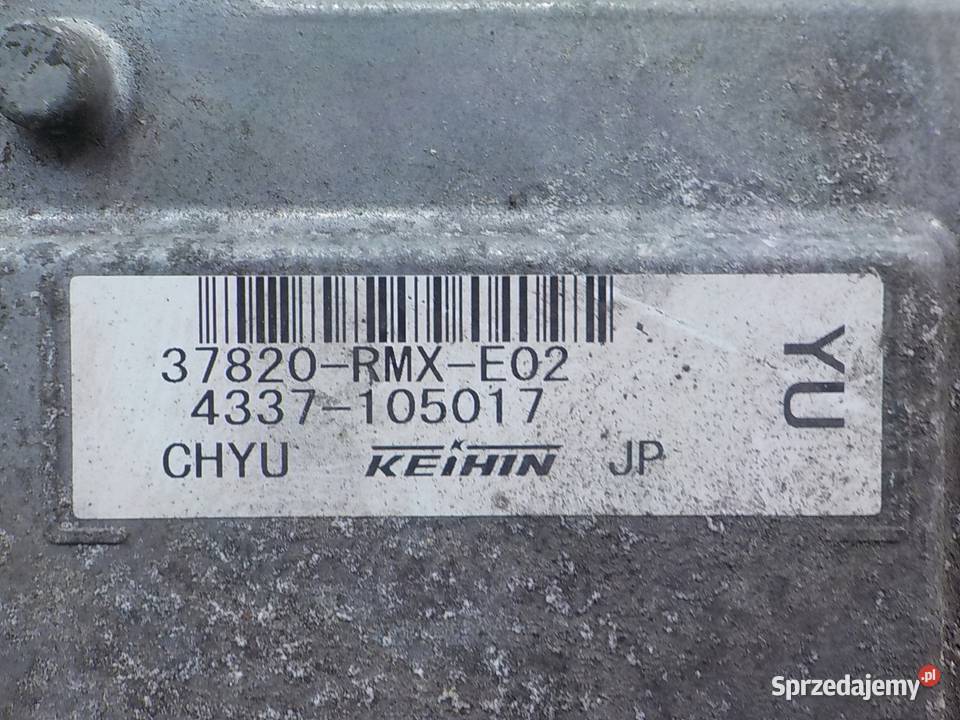 37820-RMX-E02
4337-105017
CHYU KEIHIN JP
YU
Sprzedajemy.pl